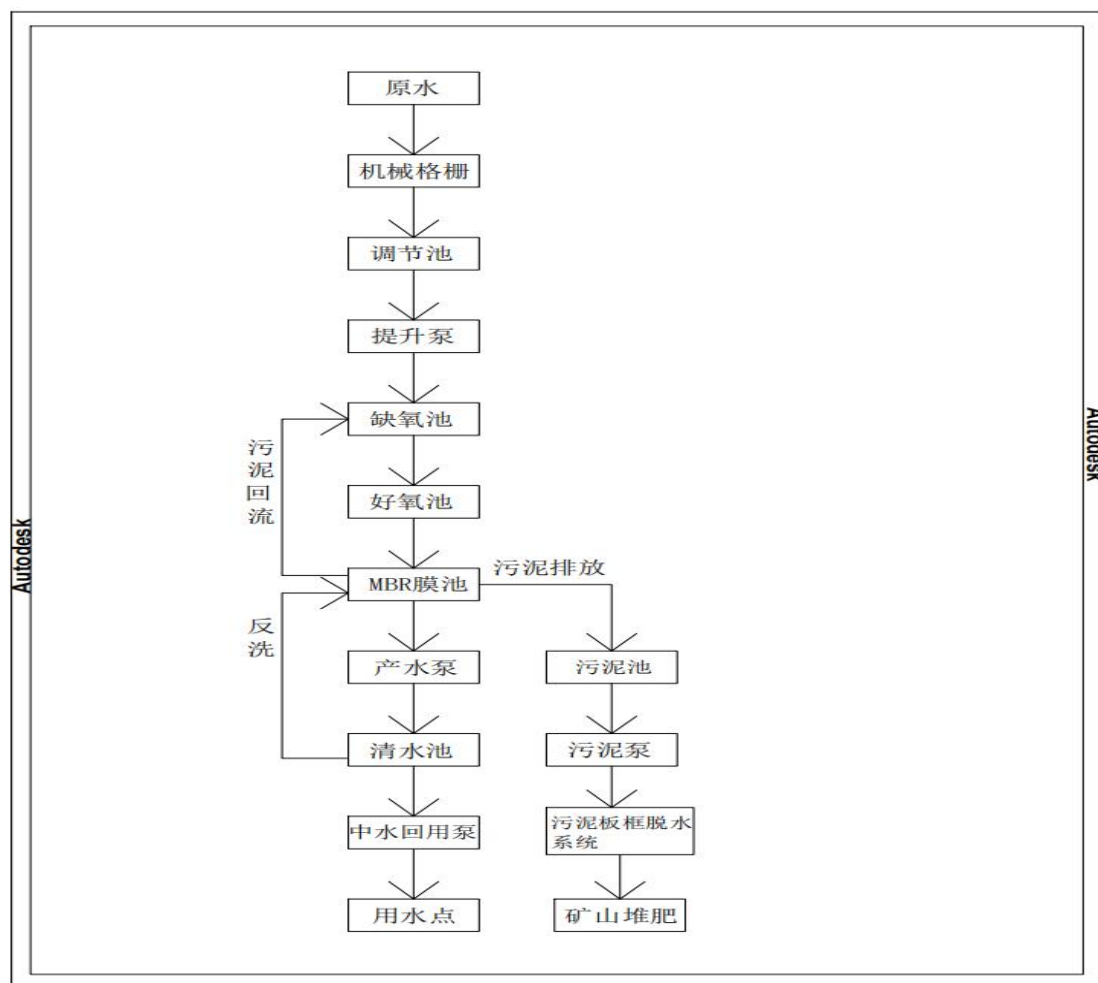 原水
机械格栅
调节池
提升泵
缺氧池
污泥回流
好氧池
MBR膜池
污泥排放
反洗
产水泵
污泥池
清水池
污泥泵
中水回用泵
污泥板框脱水
系统
用水点
矿山堆肥
Autodesk
Autodesk